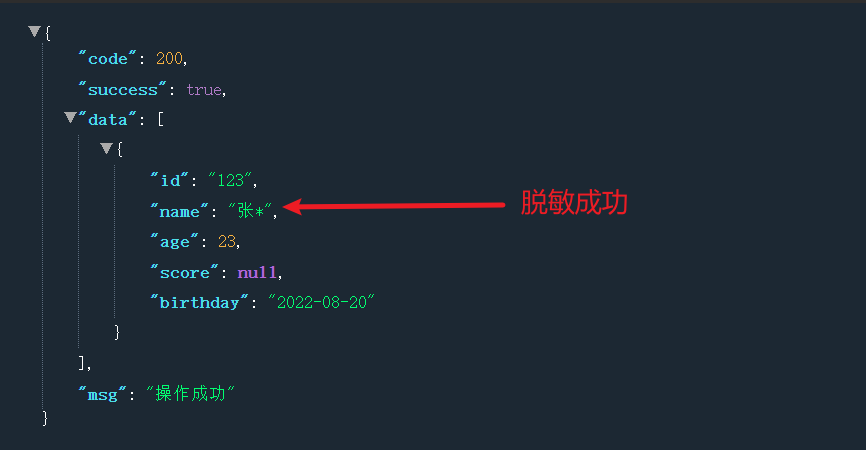 {
"code": 200,
"success": true,
"data": [
{
"id": "123",
"name": "张*", 脱敏成功
"age": 23,
"score": null,
"birthday": "2022-08-20"
}
],
"msg": "操作成功"
}